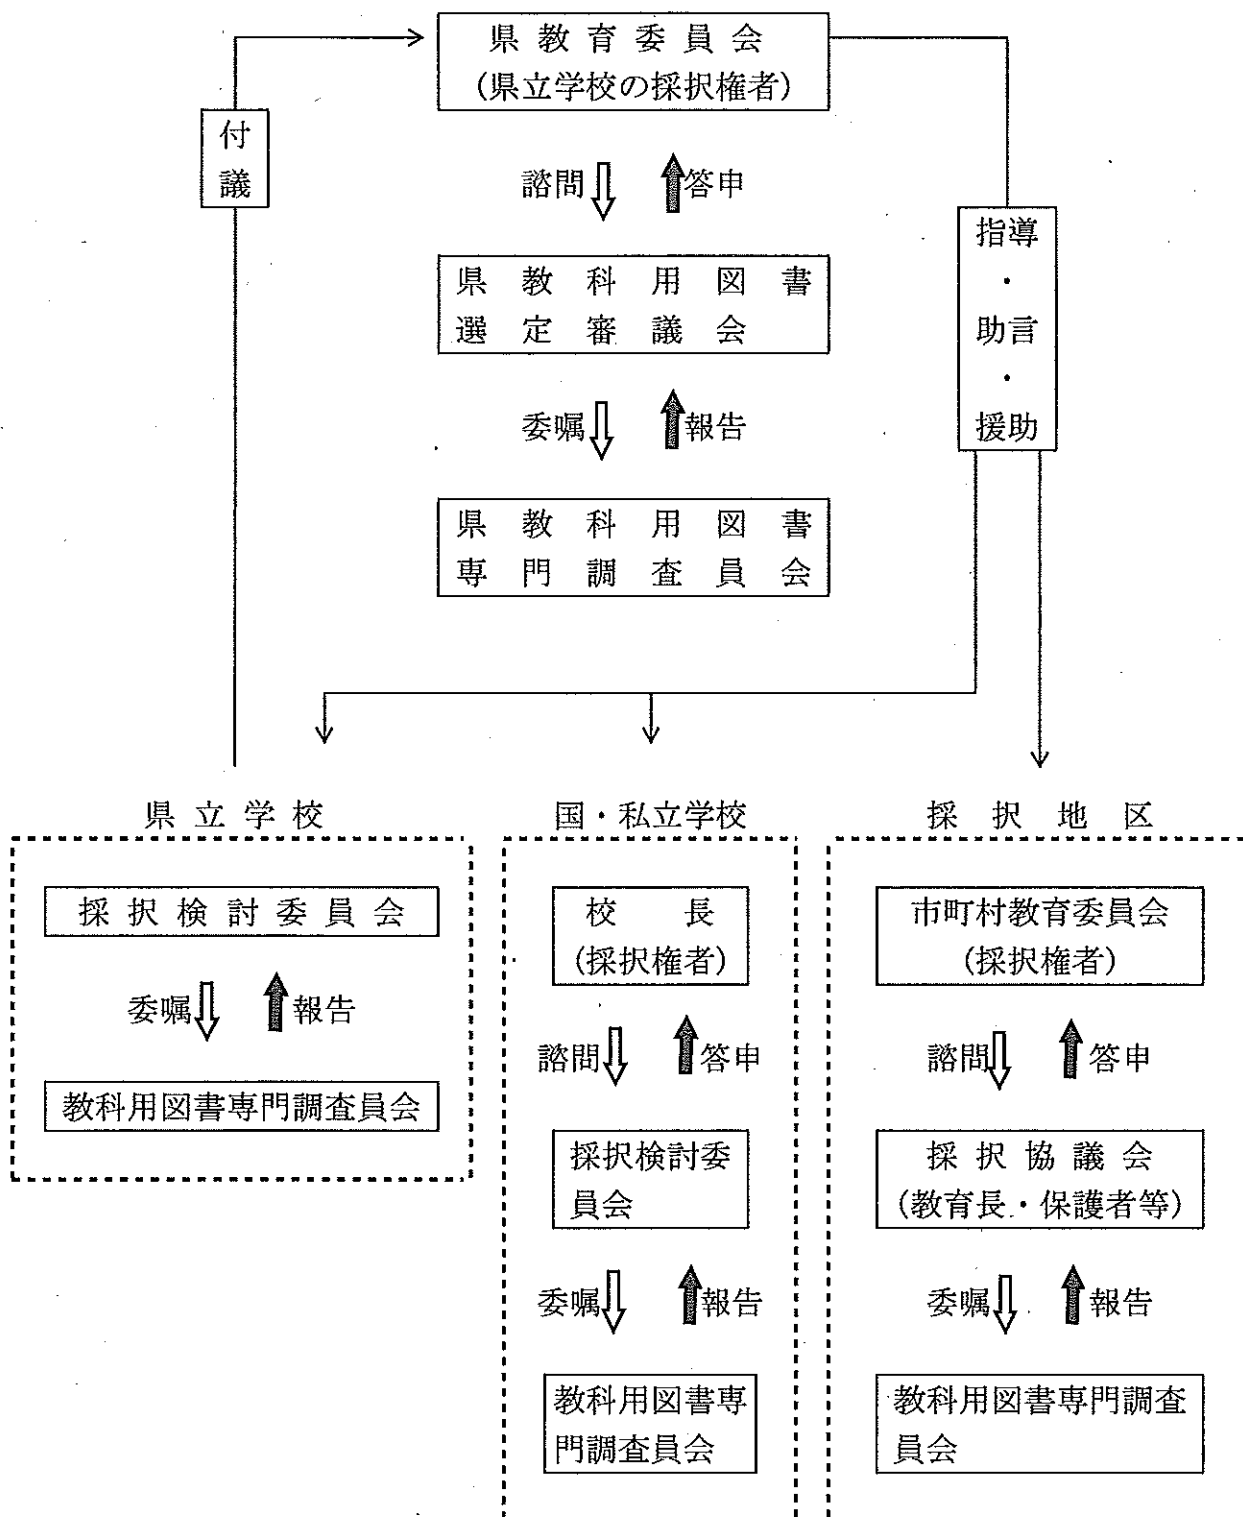 県教育委員会
(県立学校の採択権者)
付
議
諮問
答申
指導
・
助言
・
援助
県教科用図書
選定審議会
委嘱
報告
県教科用図書
専門調査員会
県立学校
採択検討委員会
委嘱
報告
教科用図書専門調査員会
国・私立学校
校長
(採択権者)
諮問
答申
採択検討委
員会
委嘱
報告
教科用図書専
門調査員会
採択地区
市町村教育委員会
(採択権者)
諮問
答申
採択協議会
(教育長・保護者等)
委嘱
報告
教科用図書専門調査
員会